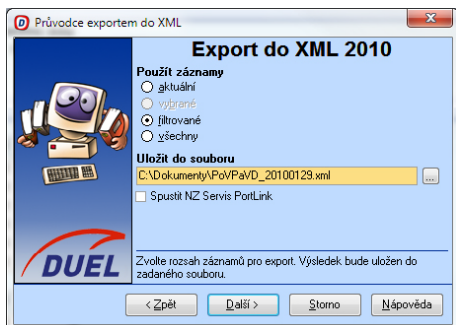 Průvodce exportem do XML
Export do XML 2010
Použít záznamy
aktuální
vybrané
filtrované
všechny
Uložit do souboru
C:\Dokumenty\PoVPaVD_20100129.xml
...
Spustit NZ Servis PortLink
DUEL
Zvolte rozsah záznamů pro export. Výsledek bude uložen do
zadaného souboru.
< Zpět
Další >
Storno
Nápověda